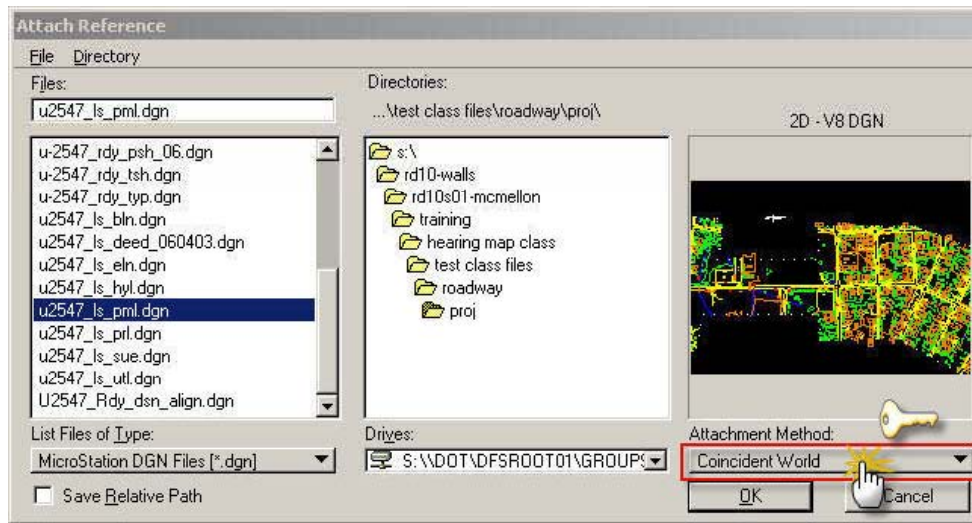 Attach Reference
File Directory
Files:
u2547_ls_pml.dgn
u-2547_rdy_psh_06.dgn
u-2547_rdy_tsh.dgn
u-2547_rdy_typ.dgn
u2547_ls_bln.dgn
u2547_ls_deed_060403.dgn
u2547_ls_eln.dgn
u2547_ls_hyl.dgn
u2547_ls_pml.dgn
u2547_ls_prl.dgn
u2547_ls_sue.dgn
u2547_ls_utl.dgn
U2547_Rdy_dsn_align.dgn
List Files of Type:
MicroStation DGN Files [*.dgn]
Save Relative Path
Directories:
...\test class files\roadway\proj\
s:\
rd10-walls
rd10s01-mcmellon
training
hearing map class
test class files
roadway
proj
Drives:
S: \\DOT\DFSROOT01\GROUPS
2D - V8 DGN
Attachment Method:
Coincident World
OK
Cancel